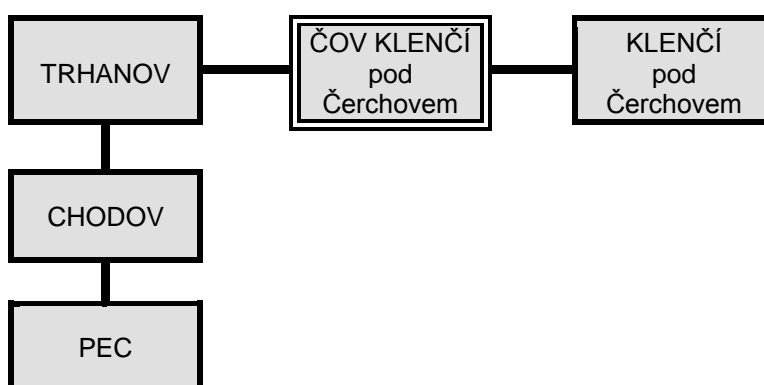 TRHANOV
ČOV KLENČÍ
pod
Čerchovem
KLENČÍ
pod
Čerchovem
CHODOV
PEC